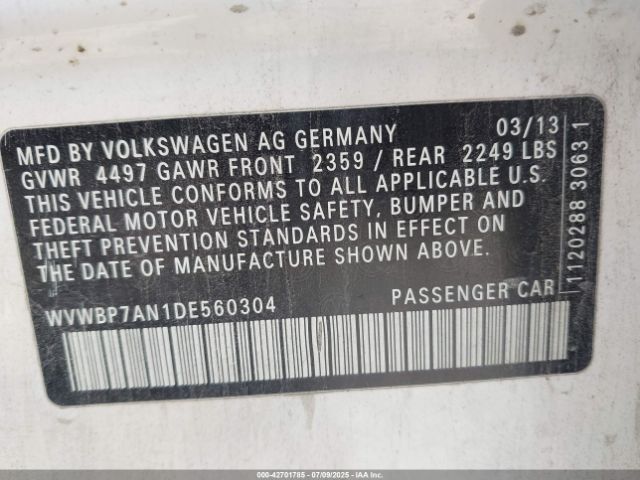 MFD BY VOLKSWAGEN AG GERMANY 03/13
GVWR 4497 GAWR FRONT 2359 / REAR 2249 LBS
THIS VEHICLE CONFORMS TO ALL APPLICABLE U.S.
FEDERAL MOTOR VEHICLE SAFETY, BUMPER AND
THEFT PREVENTION STANDARDS IN EFFECT ON
THE DATE OF MANUFACTURE SHOWN ABOVE.
WVWBP7AN1DE560304 PASSENGER CAR
1120288 3063 1
000-42701785 | 07/09/2025 - IAA Inc.